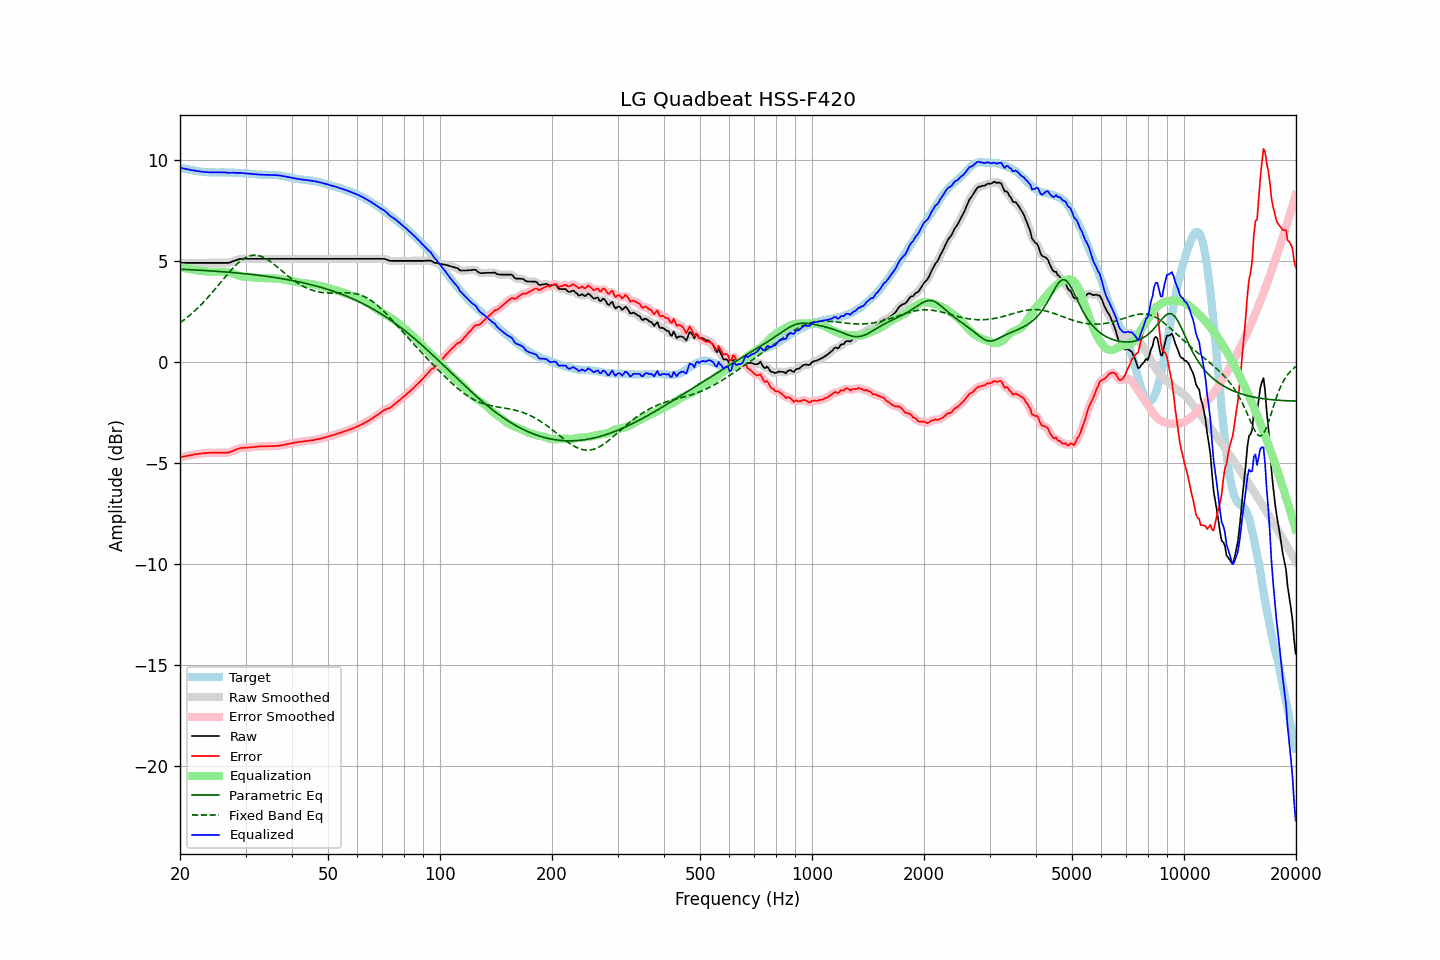 LG Quadbeat HSS-F420
10
5
0
−5
−10
−15
−20
Amplitude (dBr)
Target
Raw Smoothed
Error Smoothed
Raw
Error
Equalization
Parametric Eq
Fixed Band Eq
Equalized
20 50 100 200 500 1000 2000 5000 10000 20000
Frequency (Hz)